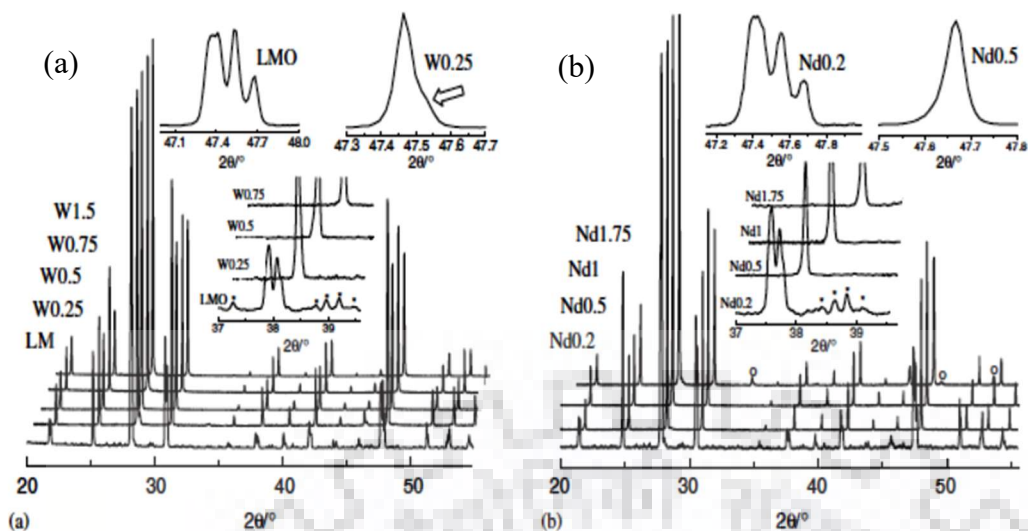 (a)
LMO
W0.25
47.1 47.4 47.7 48.0
2θ/°
47.3 47.4 47.5 47.6 47.7
2θ/°
W1.5
W0.75
W0.5
W0.25
LM
W0.75
W0.5
W0.25
LMO
37 38 39
2θ/°
20 30 40 50
2θ/°
(a)
(b)
Nd0.2
Nd0.5
47.2 47.4 47.6 47.8
2θ/°
47.5 47.6 47.7 47.8
2θ/°
Nd1.75
Nd1
Nd0.5
Nd0.2
Nd1.75
Nd1
Nd0.5
Nd0.2
37 38 39
2θ/°
20 30 40 50
2θ/°
(b)